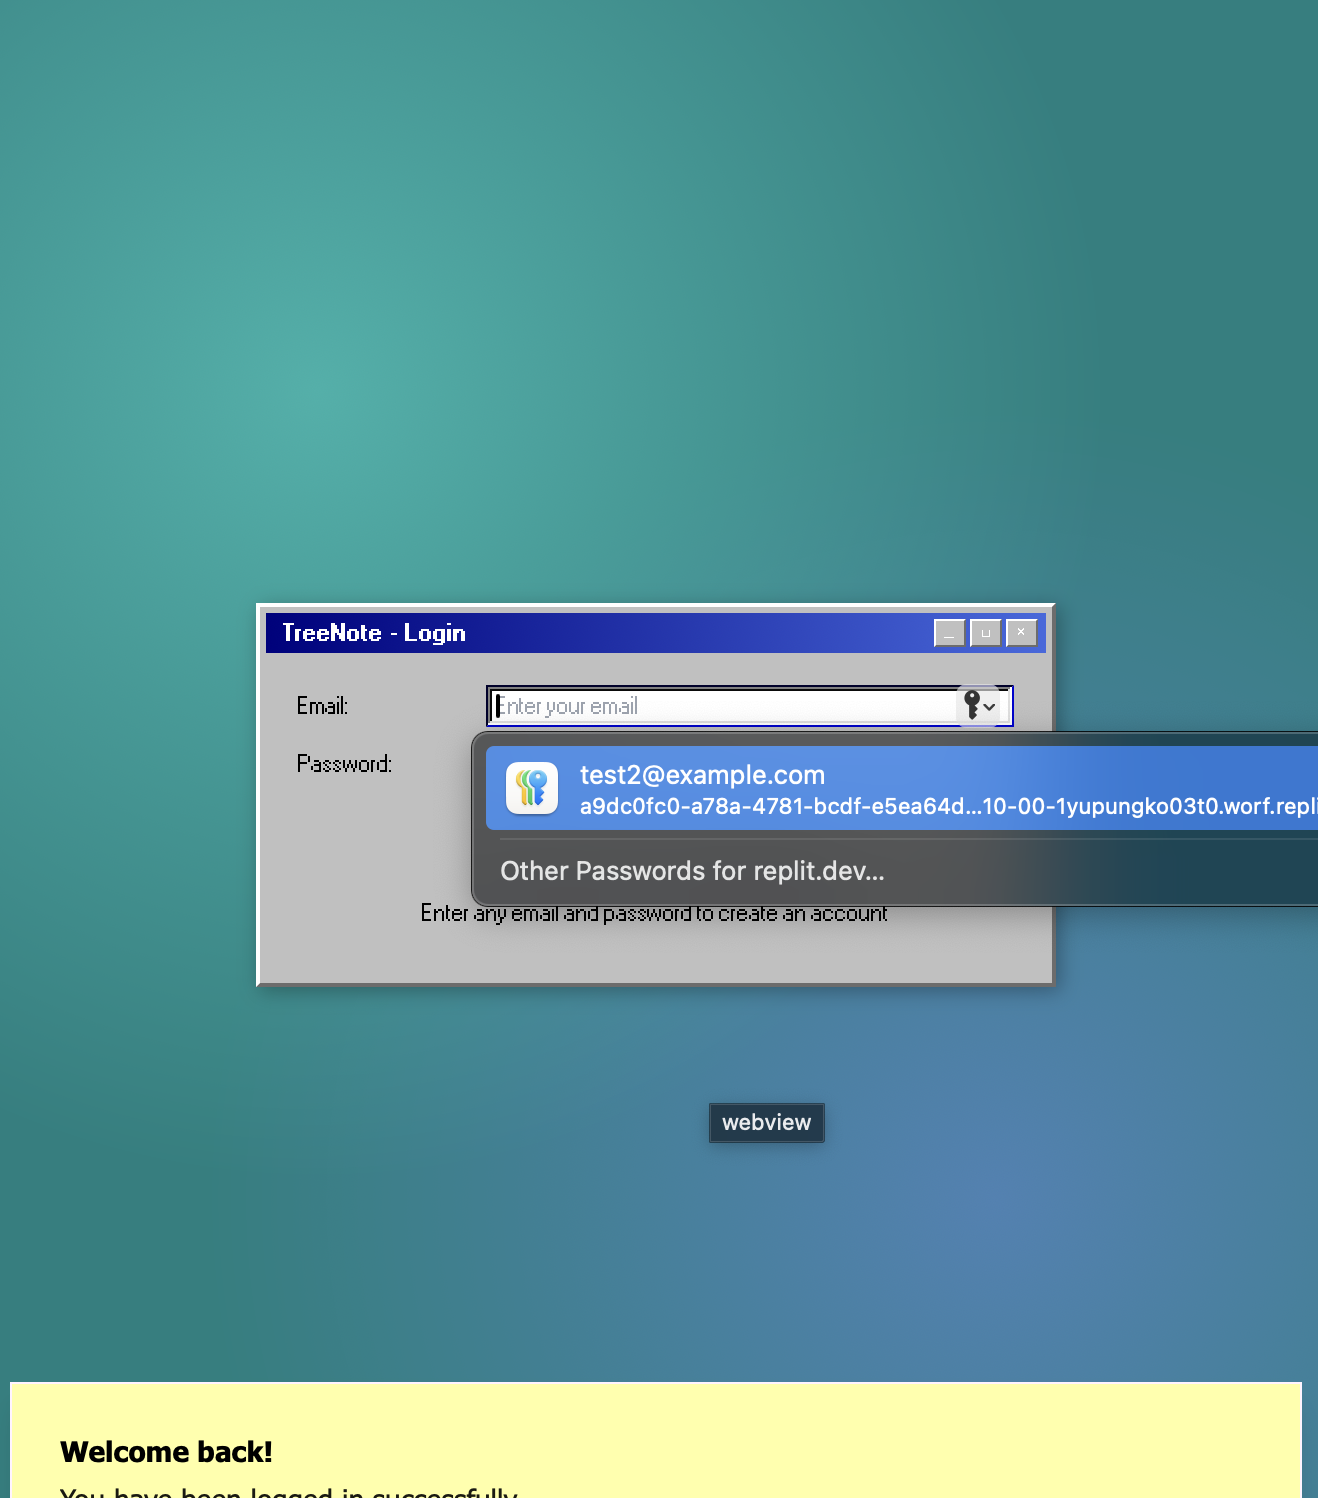 TreeNote - Login
Email:
Enter your email
Password:
test2@example.com
a9dc0fc0-a78a-4781-bcdf-e5ea64d...10-00-1yupungko03t0.worf.repli
Other Passwords for replit.dev...
Enter any email and password to create an account
webview
Welcome back!
You have been logged in successfully